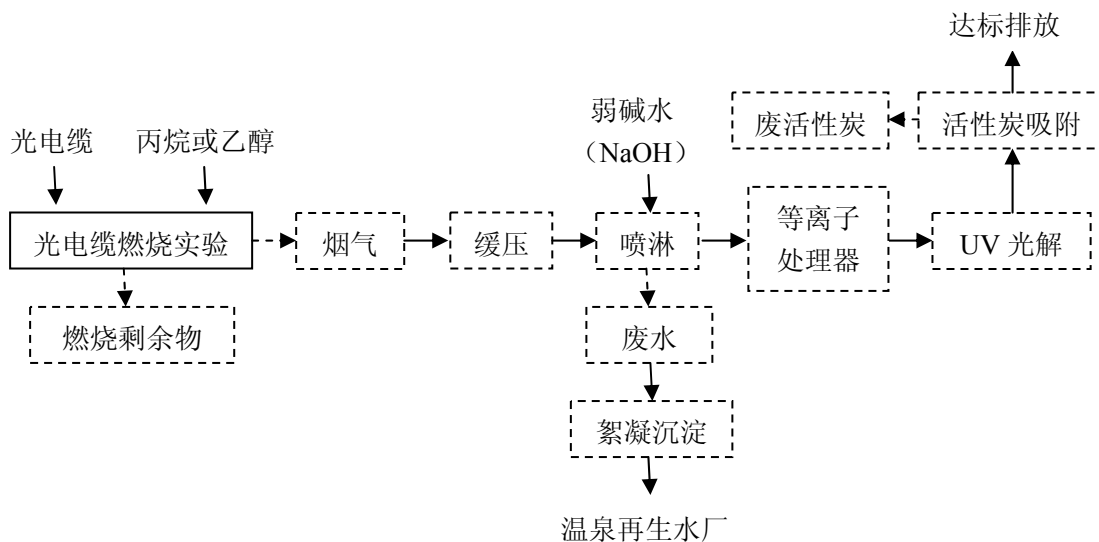 达标排放
弱碱水
(NaOH)
废活性炭
活性炭吸附
光电缆
丙烷或乙醇
光电缆燃烧实验
烟气
缓压
喷淋
等离子
处理器
UV 光解
燃烧剩余物
废水
絮凝沉淀
温泉再生水厂